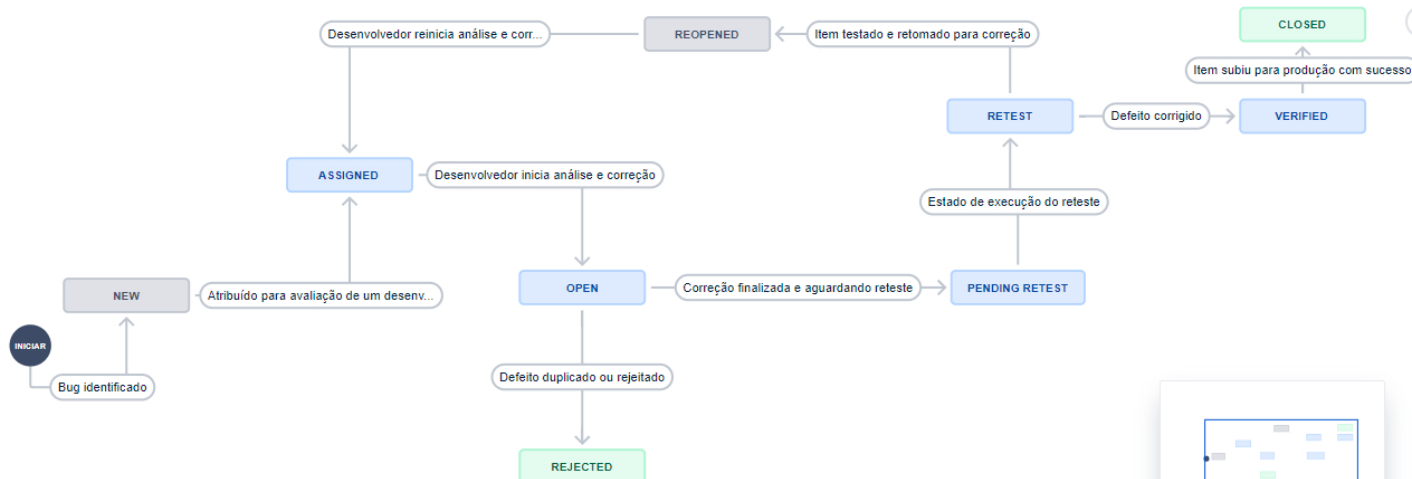 CLOSED
Desenvolvedor reinicia análise e corr...
REOPENED
Item testado e retomado para correção
Item subiu para produção com sucesso
RETEST
Defeito corrigido
VERIFIED
ASSIGNED
Desenvolvedor inicia análise e correção
Estado de execução do reteste
NEW
Atribuído para avaliação de um desenv...
OPEN
Correção finalizada e aguardando reteste
PENDING RETEST
INICIAR
Bug identificado
Defeito duplicado ou rejeitado
REJECTED